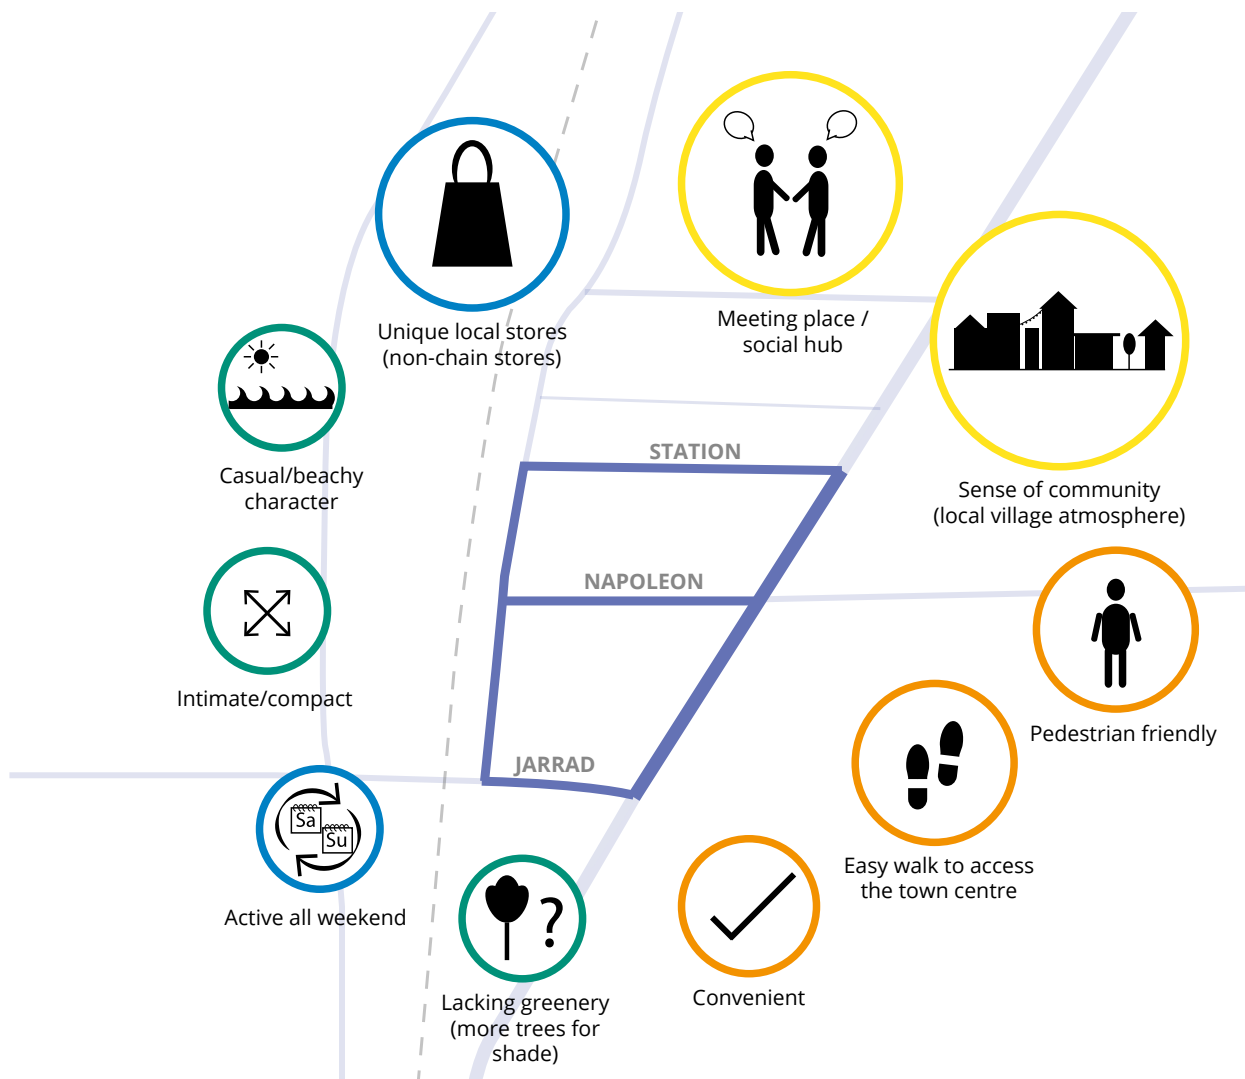 Unique local stores
(non-chain stores)
Meeting place /
social hub
Casual/beachy
character
STATION
Sense of community
(local village atmosphere)
NAPOLEON
Intimate/compact
Pedestrian friendly
JARRAD
Sa
Su
Active all weekend
Easy walk to access
the town centre
?
Lacking greenery
(more trees for
shade)
Convenient